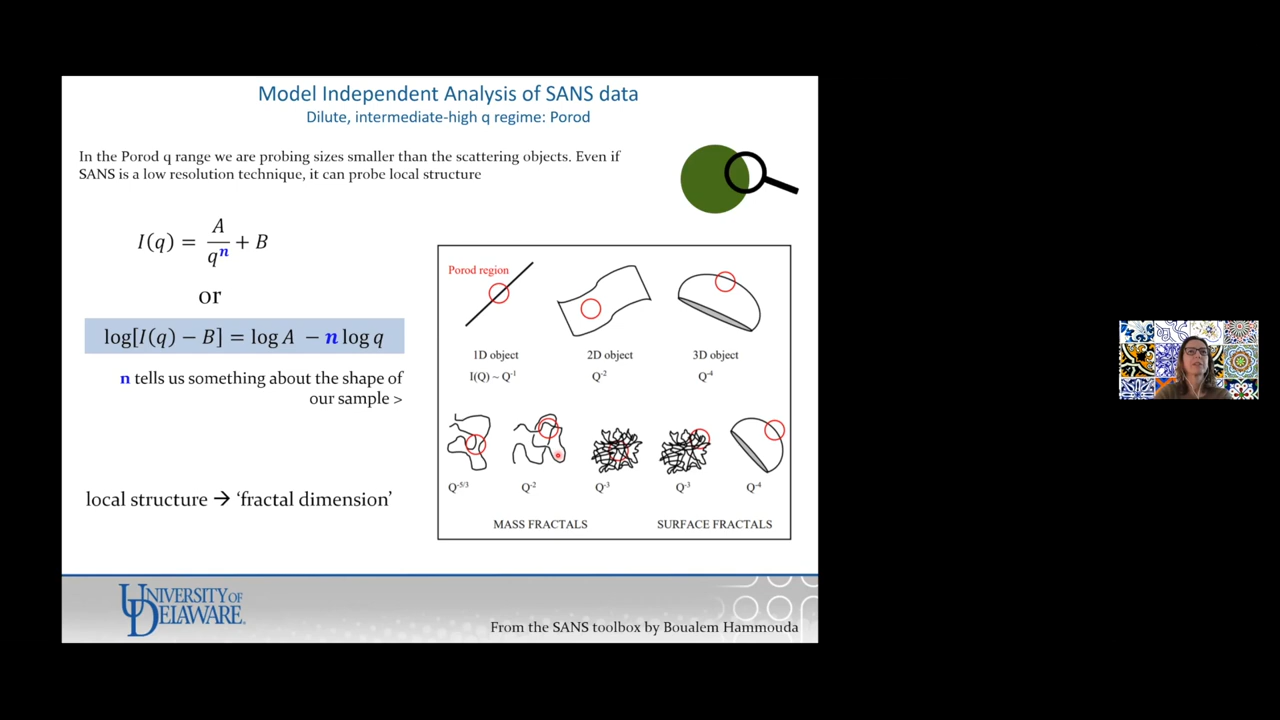 Model Independent Analysis of SANS data
Dilute, intermediate-high q regime: Porod
In the Porod q range we are probing sizes smaller than the scattering objects. Even if
SANS is a low resolution technique, it can probe local structure
I(q) = A/qⁿ + B
or
log[I(q) − B] = log A − n log q
n tells us something about the shape of
our sample >
local structure → 'fractal dimension'
Porod region
1D object 2D object 3D object
I(Q) ~ Q⁻¹ Q⁻² Q⁻⁴
Q⁻⁵/³ Q⁻² Q⁻³ Q⁻³ Q⁻⁴
MASS FRACTALS SURFACE FRACTALS
UNIVERSITY OF
DELAWARE.
From the SANS toolbox by Boualem Hammouda